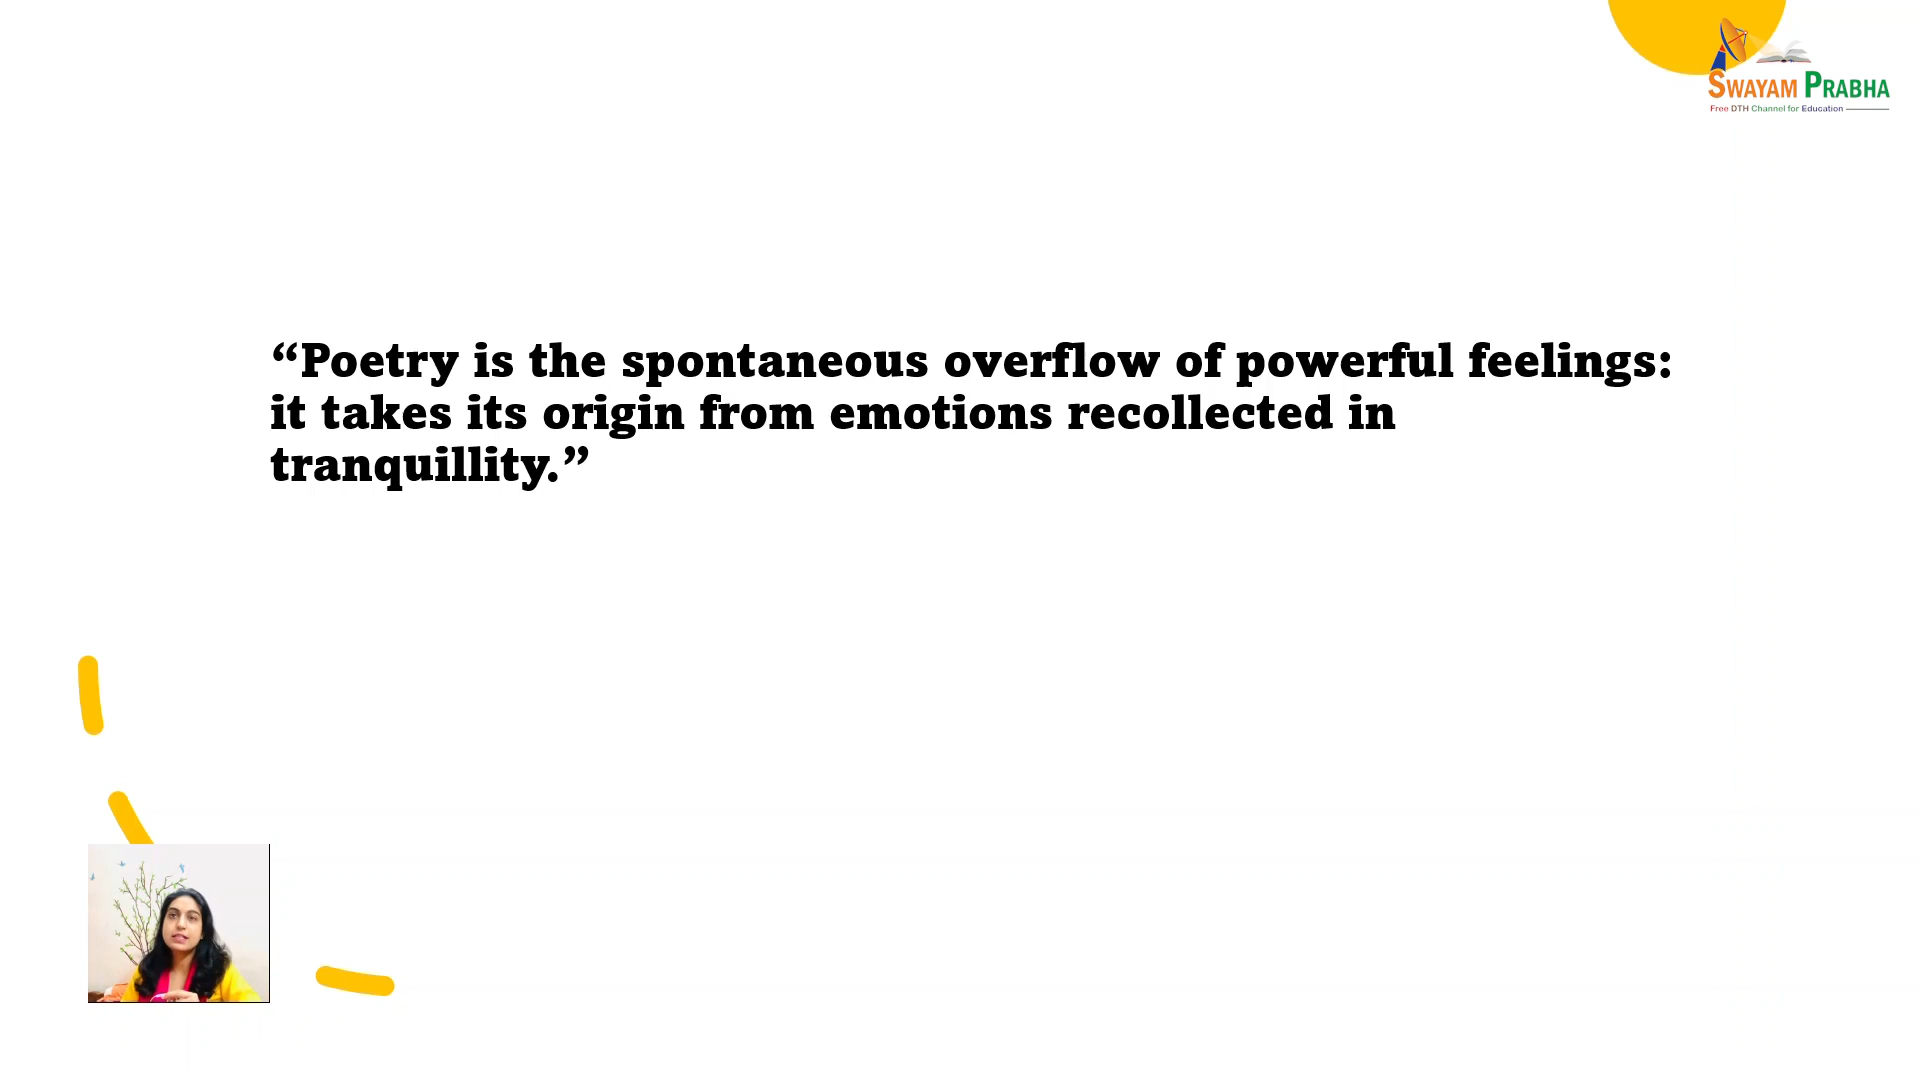 SWAYAM PRABHA
Free DTH Channel for Education
“Poetry is the spontaneous overflow of powerful feelings:
it takes its origin from emotions recollected in
tranquillity.”